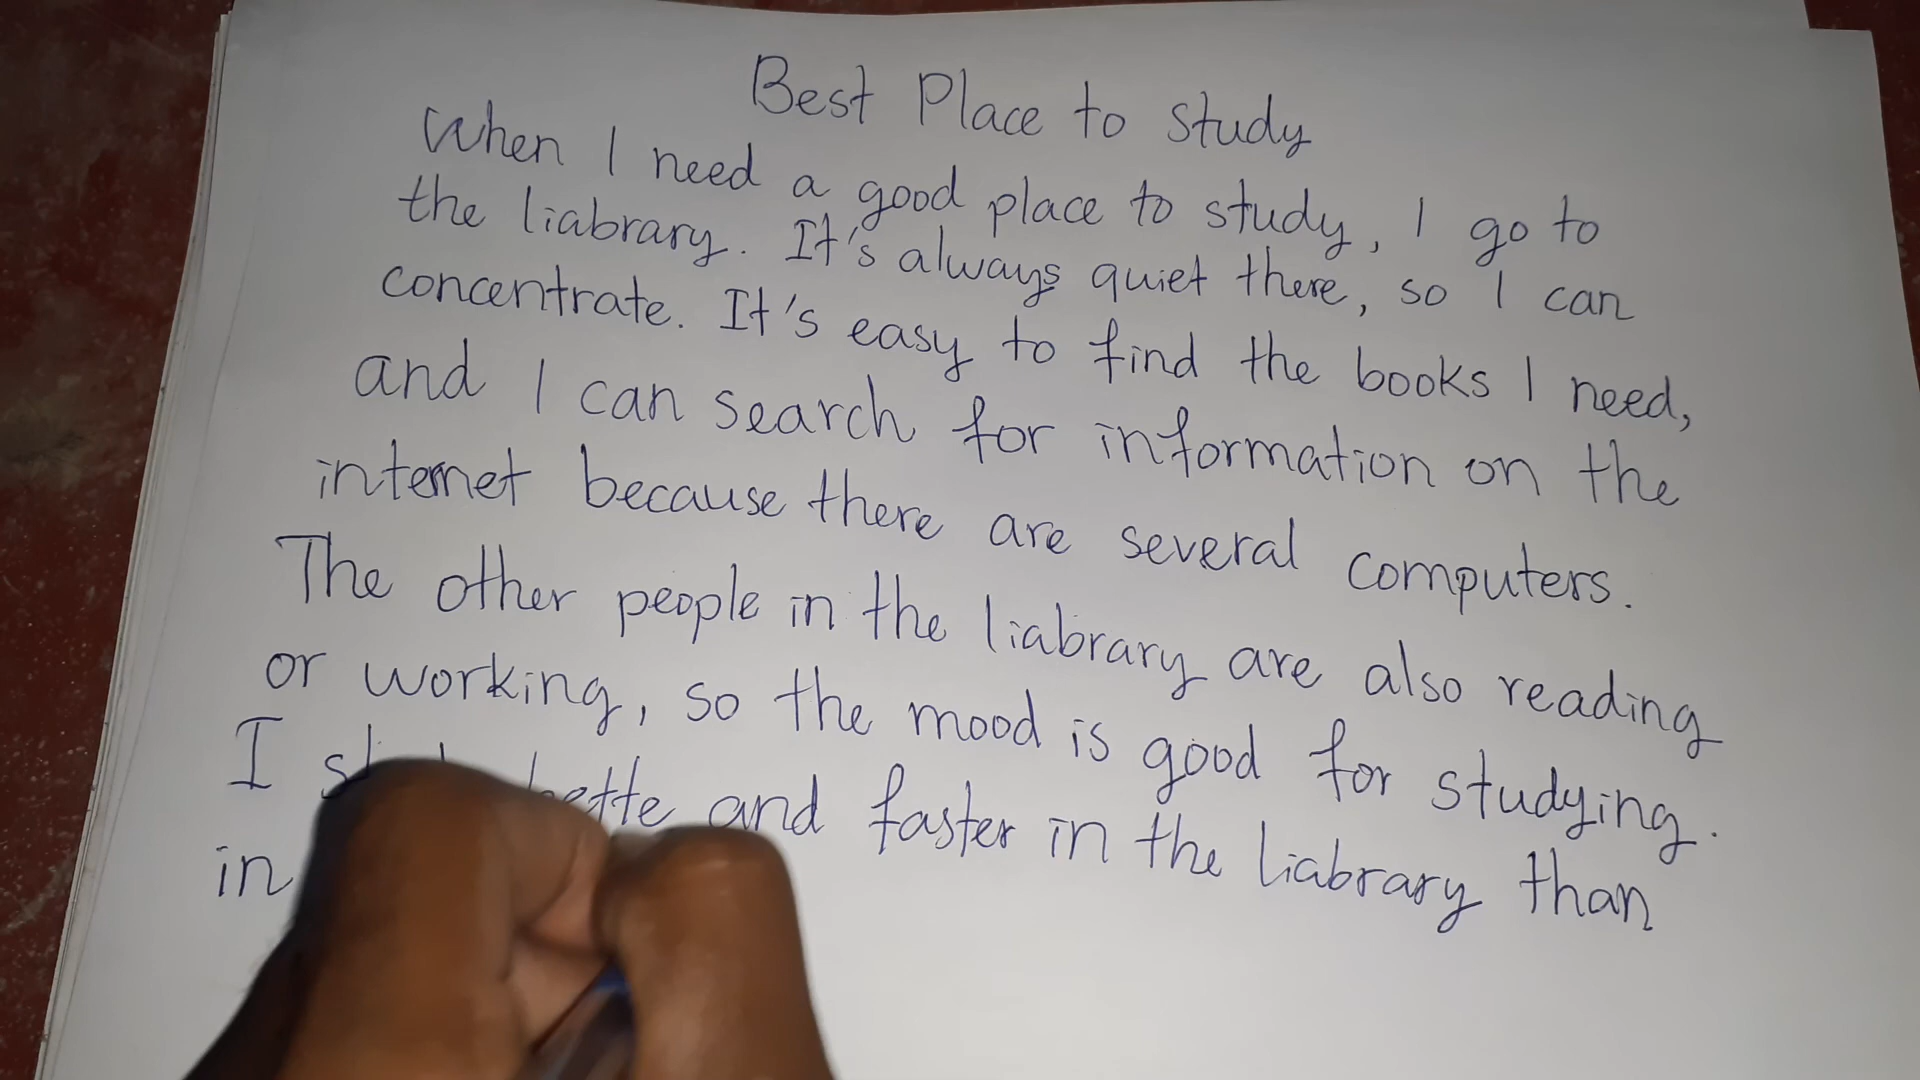 Best Place to study
When I need a good place to study, I go to
the liabrary. It's always quiet there, so I can
concentrate. It's easy to find the books I need,
and I can search for information on the
internet because there are several computers.
The other people in the liabrary are also reading
or working, so the mood is good for studying.
I bette and faster in the liabrary than
in